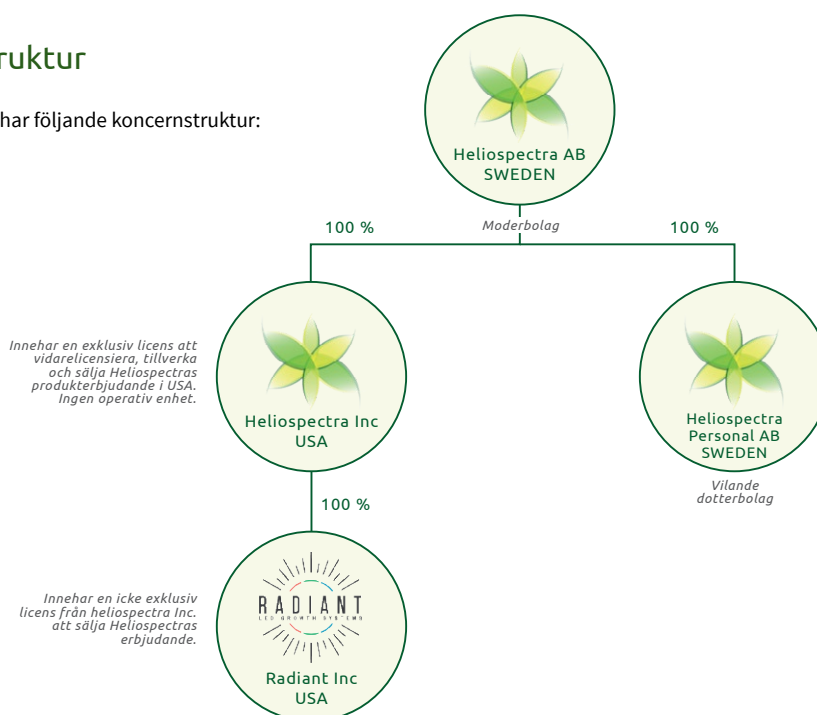 ruktur
har följande koncernstruktur:
Heliospectra AB
SWEDEN
Moderbolag
100 %
100 %
Innehar en exklusiv licens att
vidarelicensiera, tillverka
och sälja Heliospectras
produkterbjudande i USA.
Ingen operativ enhet.
Heliospectra Inc
USA
Heliospectra
Personal AB
SWEDEN
Vilande
dotterbolag
100 %
Innehar en icke exklusiv
licens från heliospectra Inc.
att sälja Heliospectras
erbjudande.
RADIANT
LED GROWTH SYSTEMS
Radiant Inc
USA